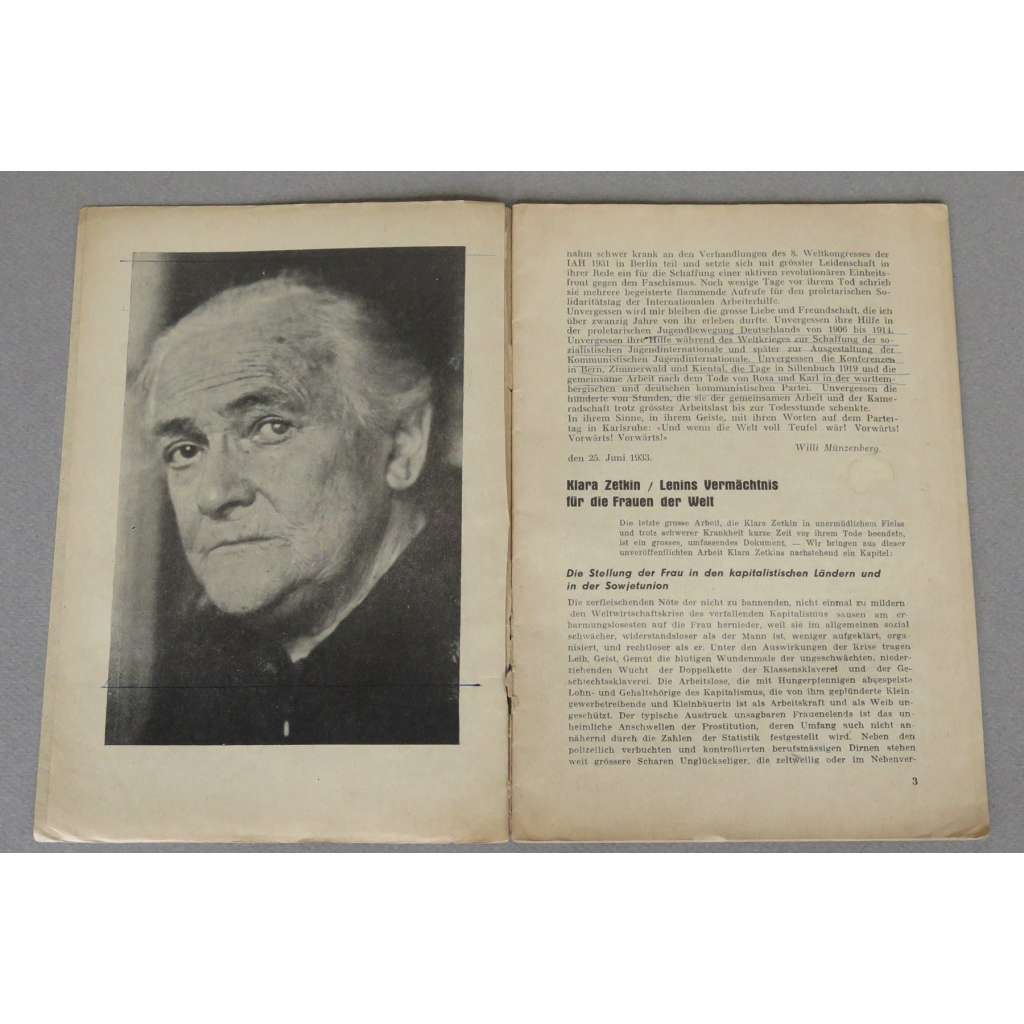 nahm schwer krank an den Verhandlungen des 8. Weltkongresses der
IAH 1931 in Berlin teil und setzte sich mit grösster Leidenschaft in
ihrer Rede ein für die Schaffung einer aktiven revolutionären Einheits-
front gegen den Faschismus. Noch wenige Tage vor ihrem Tod schrieb
sie mehrere begeisterte flammende Aufrufe für den proletarischen So-
lidaritätstag der Internationalen Arbeiterhilfe.
Unvergessen wird mir bleiben die grosse Liebe und Freundschaft, die ich
über zwanzig Jahre von ihr erleben durfte. Unvergessen ihre Hilfe in
der proletarischen Jugendbewegung Deutschlands von 1906 bis 1914.
Unvergessen ihre Hilfe während des Weltkrieges zur Schaffung der so-
zialistischen Jugendinternationale und später zur Ausgestaltung der
Kommunistischen Jugendinternationale. Unvergessen die Konferenzen
in Bern, Zimmerwald und Kiental, die Tage in Sillenbuch 1919 und die
gemeinsame Arbeit nach dem Tode von Rosa und Karl in der württem-
bergischen und deutschen kommunistischen Partei. Unvergessen die
hunderte von Stunden, die sie der gemeinsamen Arbeit und der Kame-
radschaft trotz grösster Arbeitslast bis zur Todesstunde schenkte.
In ihrem Sinne, in ihrem Geiste, mit ihren Worten auf dem Partei-
tag in Karlsruhe: «Und wenn die Welt voll Teufel wär! Vorwärts!
Vorwärts! Vorwärts!»
Willi Münzenberg.
den 25. Juni 1933.
Klara Zetkin / Lenins Vermächtnis
für die Frauen der Welt
Die letzte grosse Arbeit, die Klara Zetkin in unermüdlichem Fleiss
und trotz schwerer Krankheit kurze Zeit vor ihrem Tode beendete,
ist ein grosses, umfassendes Dokument. — Wir bringen aus dieser
unveröffentlichten Arbeit Klara Zetkins nachstehend ein Kapitel:
Die Stellung der Frau in den kapitalistischen Ländern und
in der Sowjetunion
Die zerfleischenden Nöte der nicht zu bannenden, nicht einmal zu mildern-
den Weltwirtschaftskrise des verfallenden Kapitalismus sausen am er-
barmungslosesten auf die Frau hernieder, weil sie im allgemeinen sozial
schwächer, widerstandsloser als der Mann ist, weniger aufgeklärt, orga-
nisiert, und rechtloser als er. Unter den Auswirkungen der Krise tragen
Leib, Geist, Gemüt die blutigen Wundenmale der ungeschwächten, nieder-
ziehenden Wucht der Doppelkette der Klassensklaverei und der Ge-
schlechtssklaverei. Die Arbeitslose, die mit Hungerpfennigen abgespeiste
Lohn- und Gehaltshörige des Kapitalismus, die von ihm geplünderte Klein-
gewerbetreibende und Kleinbäuerin ist als Arbeitskraft und als Weib un-
geschützt. Der typische Ausdruck unsagbaren Frauenelends ist das un-
heimliche Anschwellen der Prostitution, deren Umfang auch nicht an-
nähernd durch die Zahlen der Statistik festgestellt wird. Neben den
polizeilich verbuchten und kontrollierten berufsmässigen Dirnen stehen
weit grössere Scharen Unglückseliger, die zeitweilig oder im Nebenver-
3